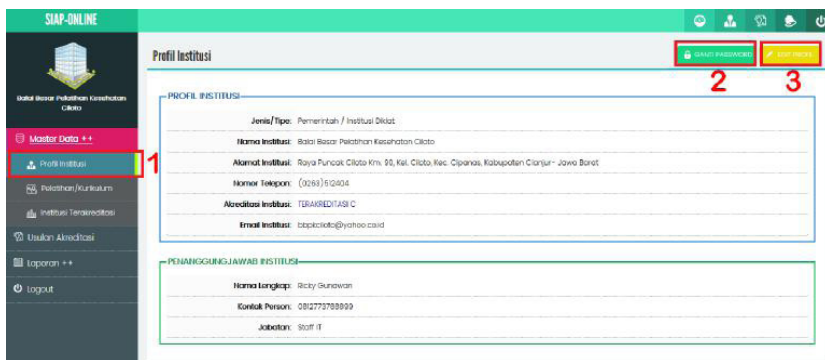 SIAP-ONLINE
Balai Besar Pelatihan Kesehatan
Ciloto
Master Data ++
Profil Institusi
Pelatihan/Kurikulum
Institusi Terakreditasi
Usulan Akreditasi
Laporan ++
Logout
1
Profil Institusi
GANTI PASSWORD
EDIT PROFIL
2
3
PROFIL INSTITUSI
Jenis/Tipe: Pemerintah / Institusi Diklat
Nama Institusi: Balai Besar Pelatihan Kesehatan Ciloto
Alamat Institusi: Raya Puncak Ciloto Km. 90, Kel. Ciloto, Kec. Cipanas, Kabupaten Cianjur- Jawa Barat
Nomor Telepon: (0263)512404
Akreditasi Institusi: TERAKREDITASI C
Email Institusi: bbpkciloto@yahoo.co.id
PENANGGUNGJAWAB INSTITUSI
Nama Lengkap: Ricky Gunawan
Kontak Person:
Jabatan: Staff IT